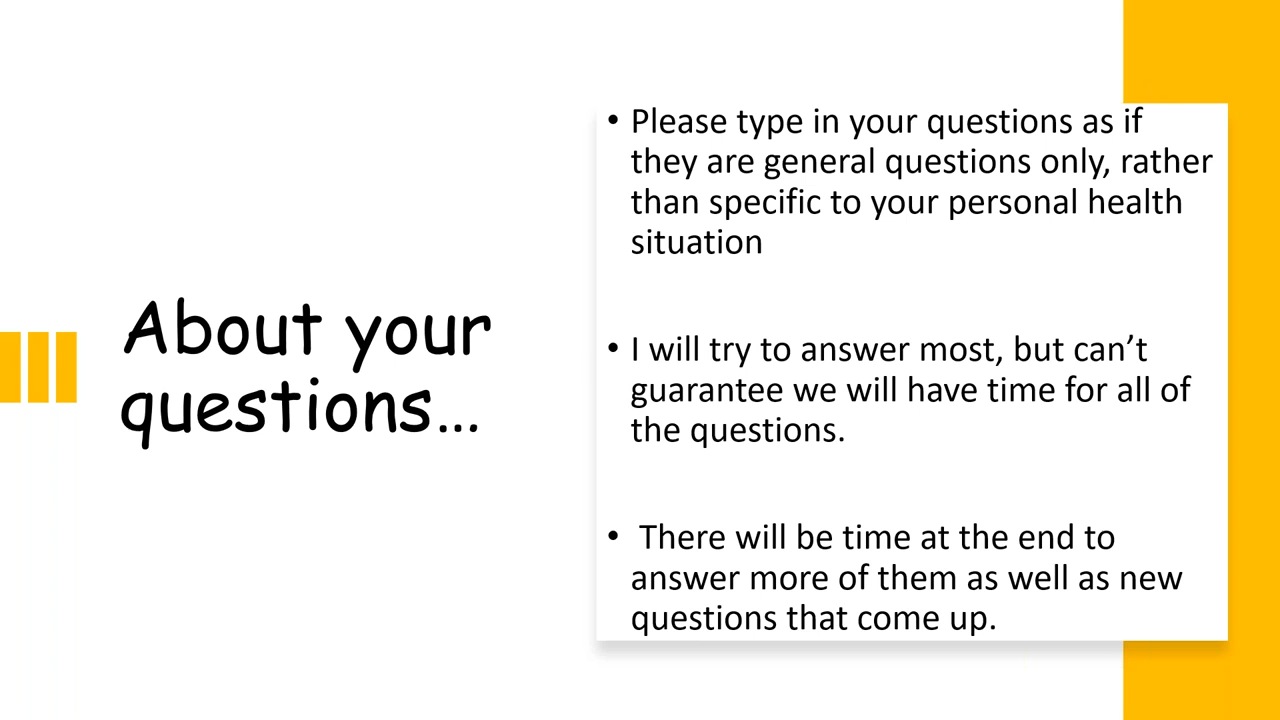 About your
questions…
• Please type in your questions as if
they are general questions only, rather
than specific to your personal health
situation
• I will try to answer most, but can’t
guarantee we will have time for all of
the questions.
• There will be time at the end to
answer more of them as well as new
questions that come up.